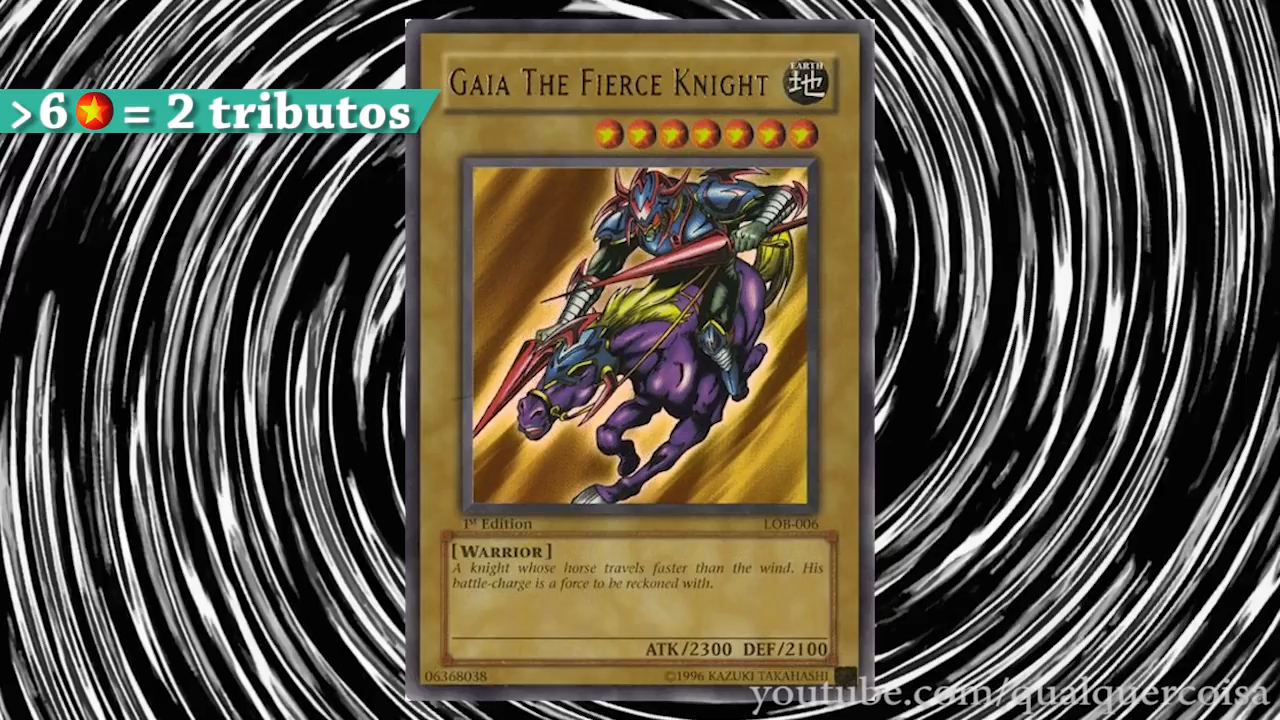 >6 = 2 tributos
GAIA THE FIERCE KNIGHT
EARTH
地
1st Edition
LOB-006
[WARRIOR]
A knight whose horse travels faster than the wind. His
battle-charge is a force to be reckoned with.
ATK/2300 DEF/2100
06368038
©1996 KAZUKI TAKAHASHI
youtube.com/qualquercoisa